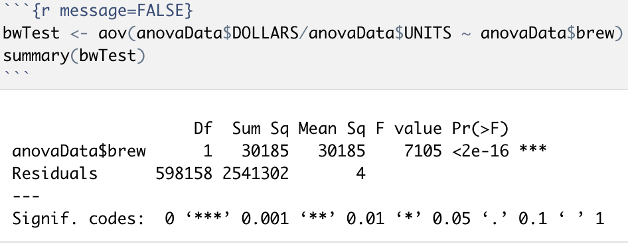 ```{r message=FALSE}
bwTest <- aov(anovaData$DOLLARS/anovaData$UNITS ~ anovaData$brew)
summary(bwTest)
```
                Df  Sum Sq Mean Sq F value Pr(>F)
anovaData$brew       1   30185   30185    7105 <2e-16 ***
Residuals       598158 2541302       4
---
Signif. codes:  0 ‘***’ 0.001 ‘**’ 0.01 ‘*’ 0.05 ‘.’ 0.1 ‘ ’ 1